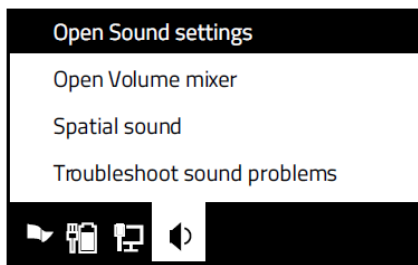 Open Sound settings
Open Volume mixer
Spatial sound
Troubleshoot sound problems